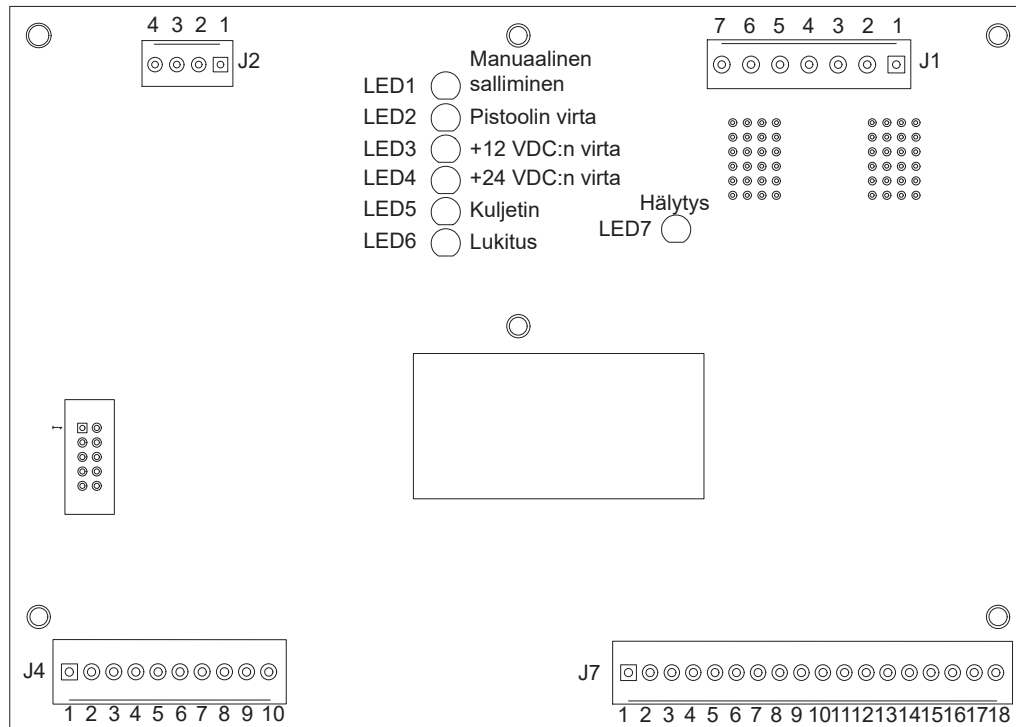 4 3 2 1
J2
7 6 5 4 3 2 1
J1
Manuaalinen
LED1 salliminen
LED2 Pistoolin virta
LED3 +12 VDC:n virta
LED4 +24 VDC:n virta
LED5 Kuljetin
LED6 Lukitus
Hälytys
LED7
1
J4
1 2 3 4 5 6 7 8 9 10
J7
1 2 3 4 5 6 7 8 9 10 11 12 13 14 15 16 17 18